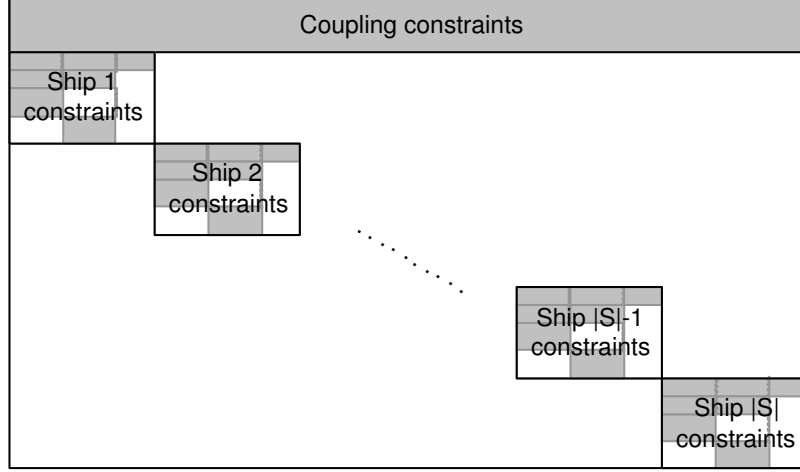 Coupling constraints
Ship 1
constraints
Ship 2
constraints
Ship |S|-1
constraints
Ship |S|
constraints